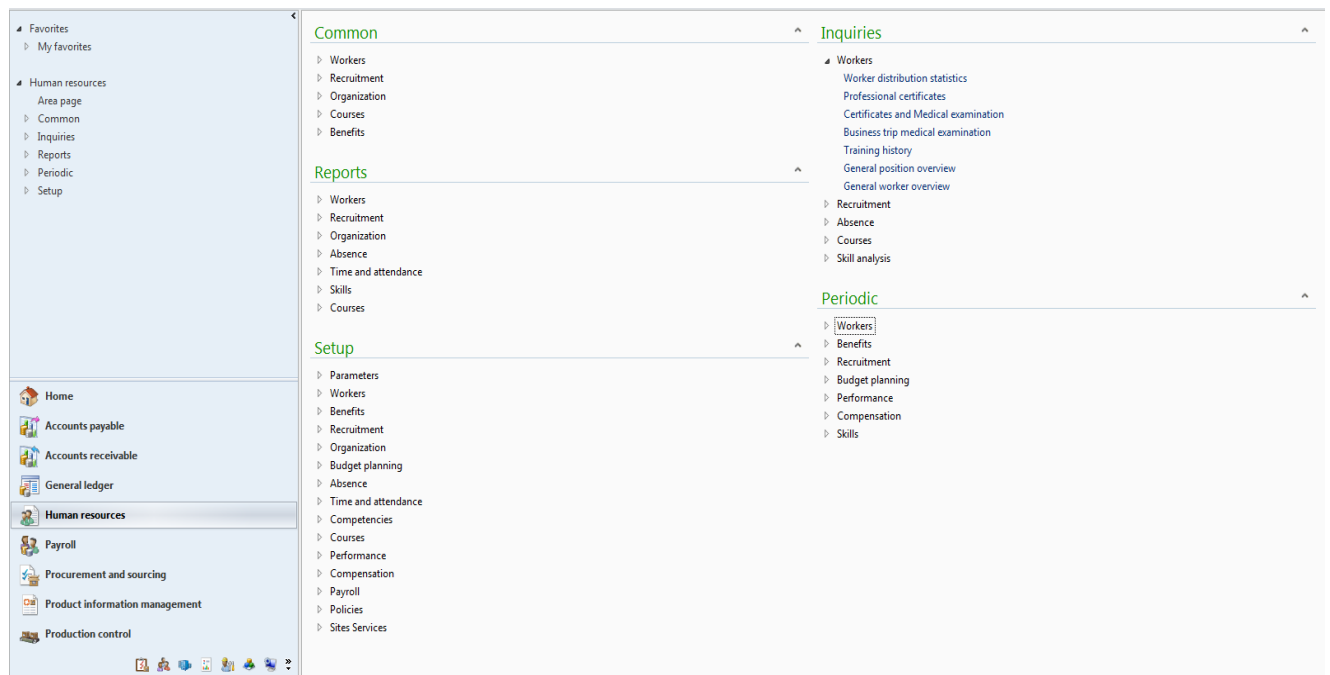 Favorites
My favorites
Human resources
Area page
Common
Inquiries
Reports
Periodic
Setup
Home
Accounts payable
Accounts receivable
General ledger
Human resources
Payroll
Procurement and sourcing
Product information management
Production control
Common
Workers
Recruitment
Organization
Courses
Benefits
Reports
Workers
Recruitment
Organization
Absence
Time and attendance
Skills
Courses
Setup
Parameters
Workers
Benefits
Recruitment
Organization
Budget planning
Absence
Time and attendance
Competencies
Courses
Performance
Compensation
Payroll
Policies
Sites Services
Inquiries
Workers
Worker distribution statistics
Professional certificates
Certificates and Medical examination
Business trip medical examination
Training history
General position overview
General worker overview
Recruitment
Absence
Courses
Skill analysis
Periodic
Workers
Benefits
Recruitment
Budget planning
Performance
Compensation
Skills